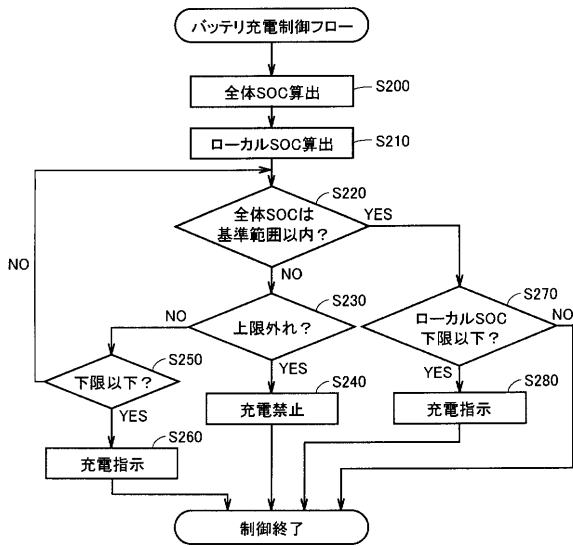 バッテリ充電制御フロー
全体SOC算出
S200
ローカルSOC算出
S210
S220
全体SOCは
基準範囲以内?
YES
NO
NO
S230
上限外れ?
NO
YES
S270
ローカルSOC
下限以下?
NO
YES
S250
下限以下?
YES
S240
充電禁止
S280
充電指示
S260
充電指示
制御終了